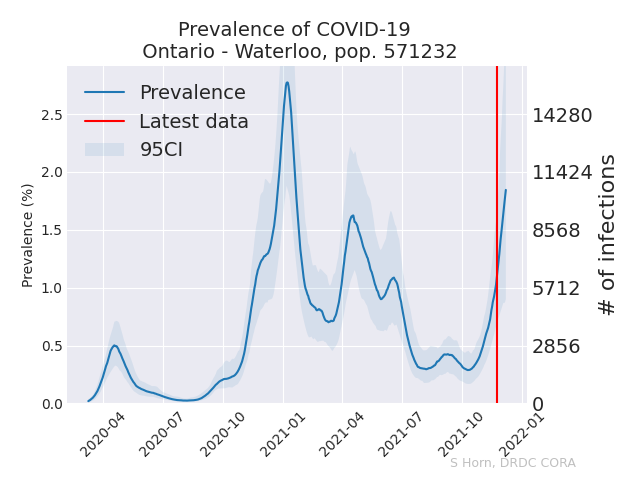 Prevalence of COVID-19
Ontario - Waterloo, pop. 571232
Prevalence
Latest data
95CI
Prevalence (%)
2.5
2.0
1.5
1.0
0.5
0.0
14280
11424
8568
5712
2856
0
# of infections
2020-04
2020-07
2020-10
2021-01
2021-04
2021-07
2021-10
2022-01
S Horn, DRDC CORA